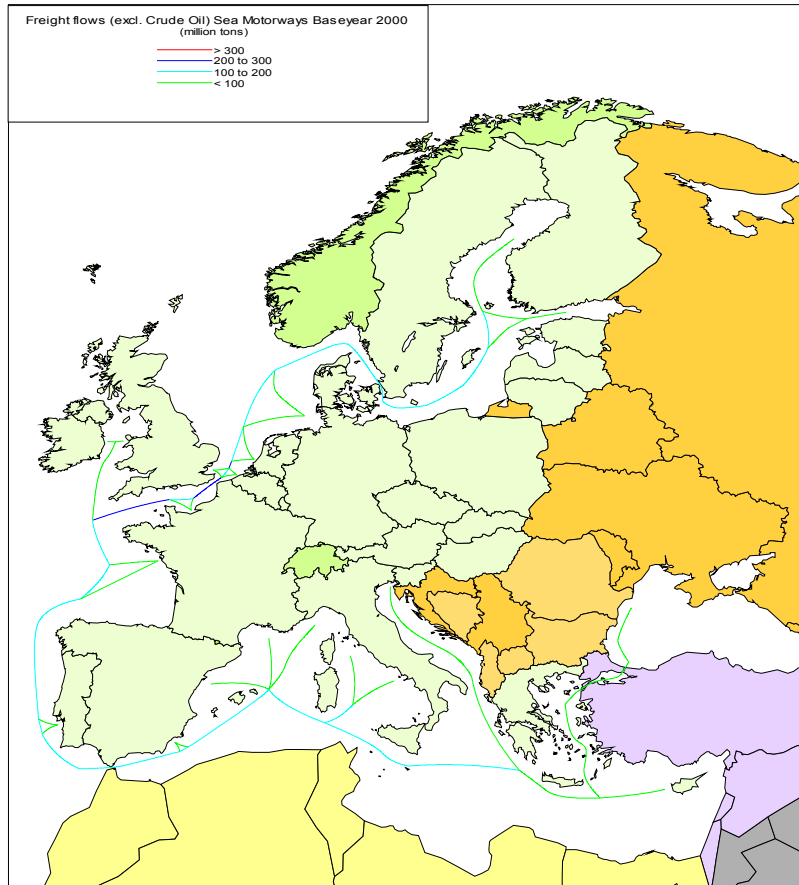 Freight flows (excl. Crude Oil) Sea Motorways Baseyear 2000
(million tons)
> 300
200 to 300
100 to 200
< 100